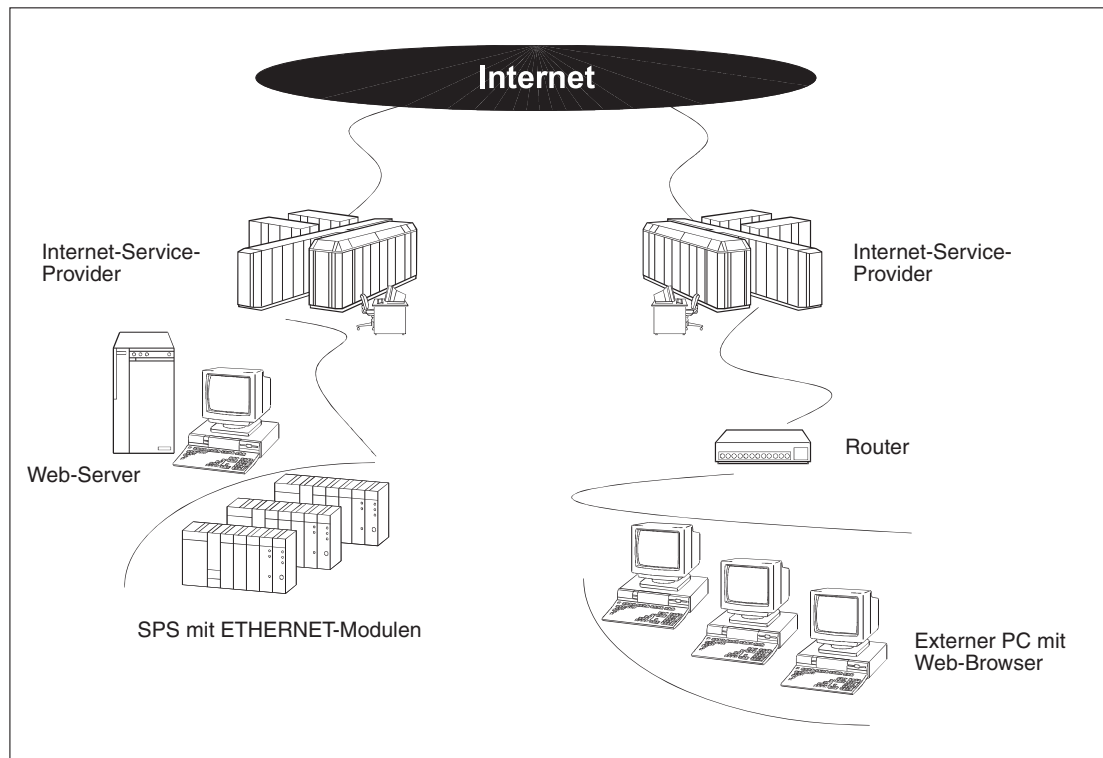 Internet
Internet-Service-
Provider
Internet-Service-
Provider
Web-Server
Router
SPS mit ETHERNET-Modulen
Externer PC mit
Web-Browser